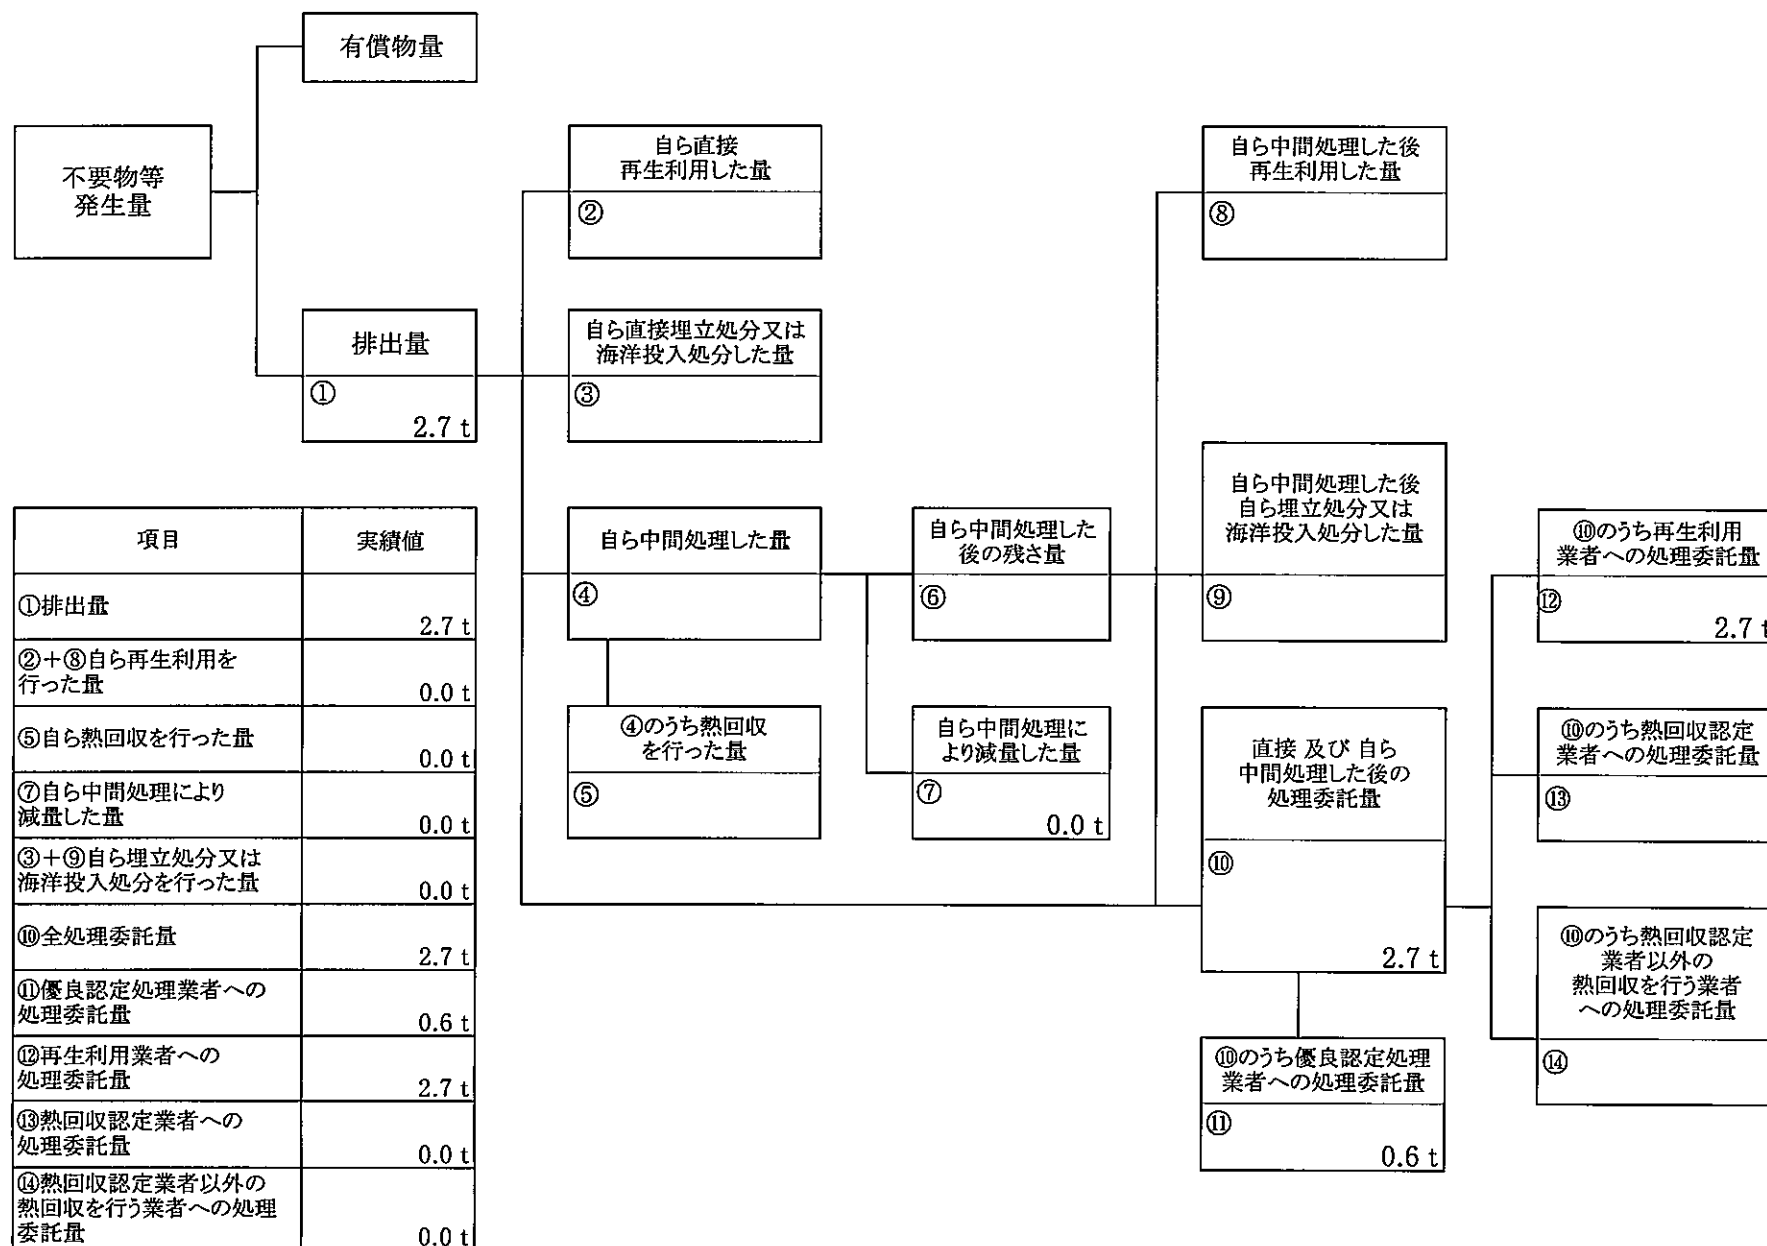 有償物量
不要物等
発生量
自ら直接
再生利用した量
②
自ら中間処理した後
再生利用した量
⑧
排出量
①
2.7 t
自ら直接埋立処分又は
海洋投入処分した量
③
自ら中間処理した量
④
自ら中間処理した
後の残さ量
⑥
自ら中間処理した後
自ら埋立処分又は
海洋投入処分した量
⑨
⑩のうち再生利用
業者への処理委託量
⑫
2.7 t
④のうち熱回収
を行った量
⑤
自ら中間処理に
より減量した量
⑦
0.0 t
直接 及び 自ら
中間処理した後の
処理委託量
⑩
2.7 t
⑩のうち熱回収認定
業者への処理委託量
⑬
⑩のうち熱回収認定
業者以外の
熱回収を行う業者
への処理委託量
⑭
⑩のうち優良認定処理
業者への処理委託量
⑪
0.6 t
項目 実績値
①排出量
2.7 t
②+⑧自ら再生利用を
行った量
0.0 t
⑤自ら熱回収を行った量
0.0 t
⑦自ら中間処理により
減量した量
0.0 t
③+⑨自ら埋立処分又は
海洋投入処分を行った量
0.0 t
⑩全処理委託量
2.7 t
⑪優良認定処理業者への
処理委託量
0.6 t
⑫再生利用業者への
処理委託量
2.7 t
⑬熱回収認定業者への
処理委託量
0.0 t
⑭熱回収認定業者以外の
熱回収を行う業者への処理
委託量
0.0 t